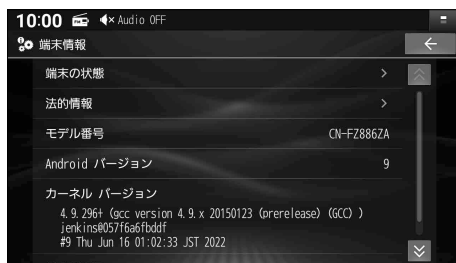 10:00 Audio OFF
端末情報
端末の状態
法的情報
モデル番号 CN-FZ886ZA
Android バージョン 9
カーネル バージョン
4.9.296+ (gcc version 4.9.x 20150123 (prerelease) (GCC) )
jenkins@057f6a6fbddf
#9 Thu Jun 16 01:02:33 JST 2022